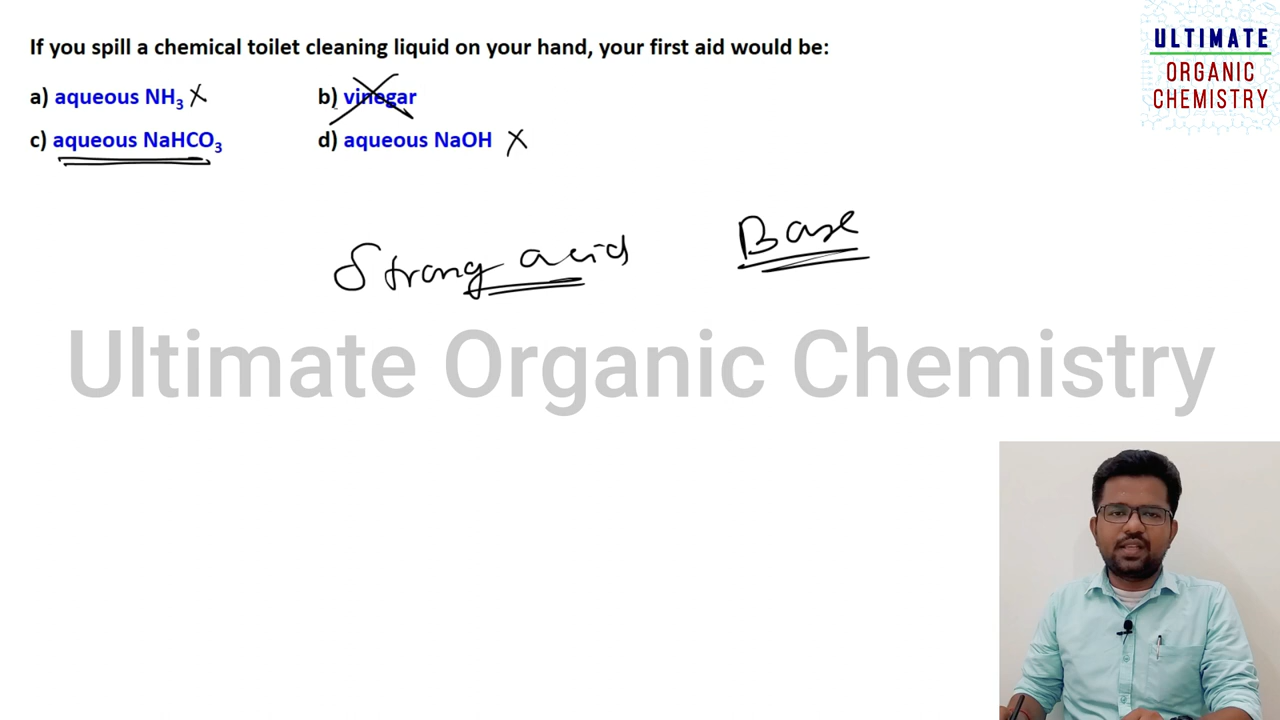 If you spill a chemical toilet cleaning liquid on your hand, your first aid would be:
a) aqueous NH₃ X
b) vinegar
c) aqueous NaHCO₃
d) aqueous NaOH X
Strong acid
Base
ULTIMATE
ORGANIC
CHEMISTRY
Ultimate Organic Chemistry